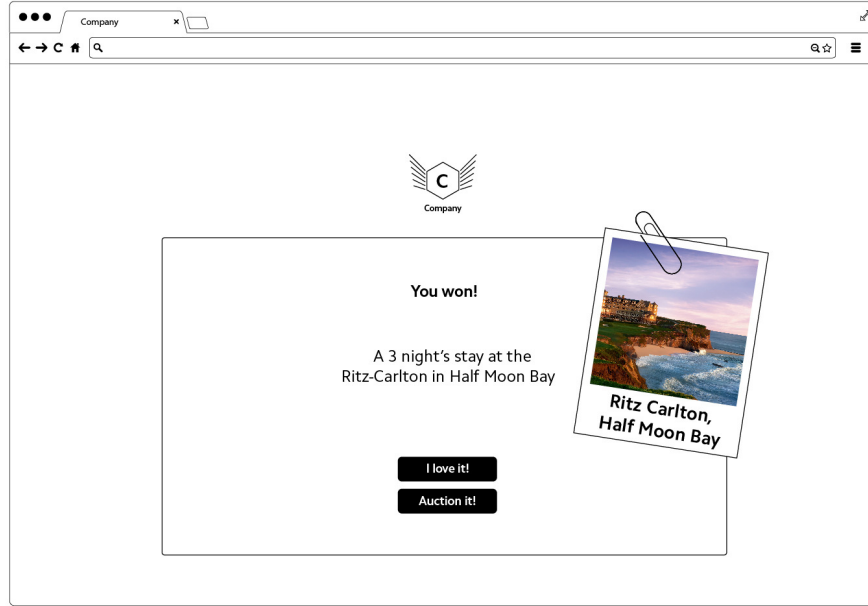 Company
C
Company
You won!
A 3 night's stay at the
Ritz-Carlton in Half Moon Bay
Ritz Carlton,
Half Moon Bay
I love it!
Auction it!